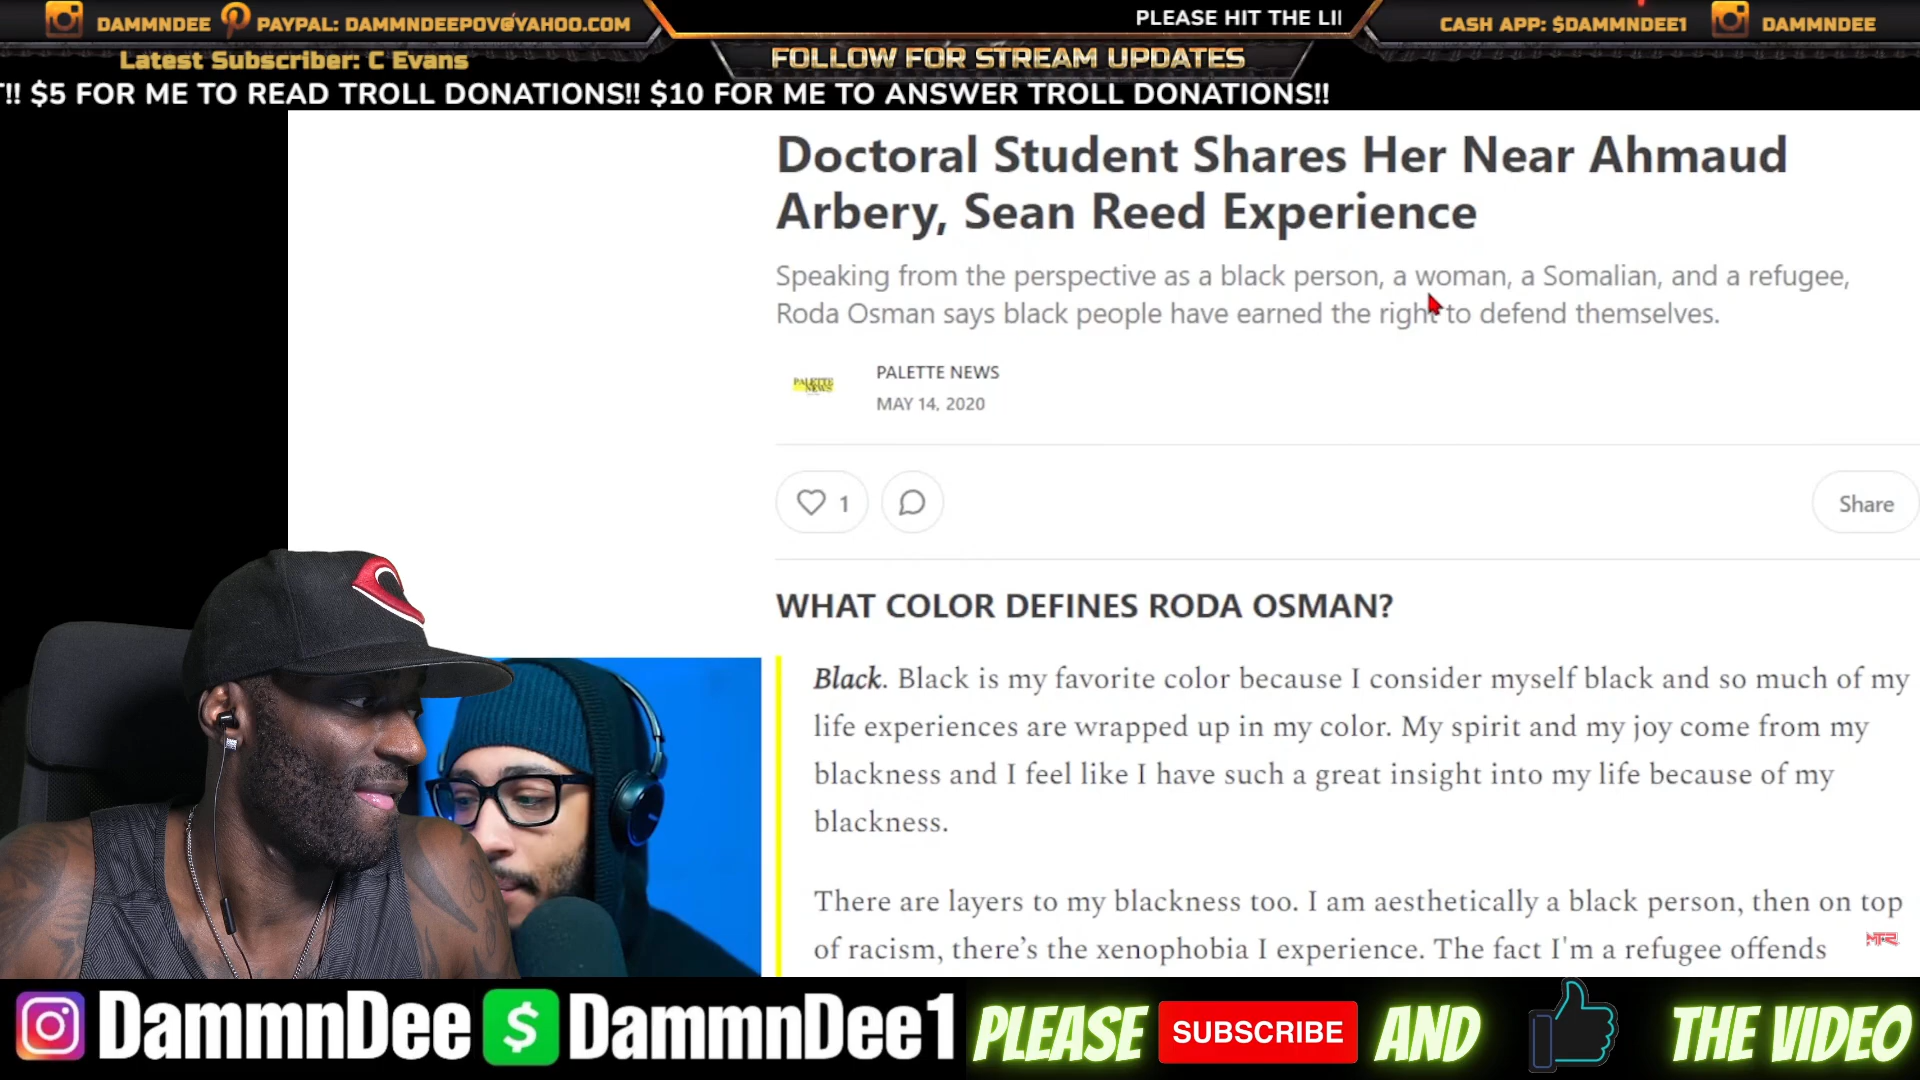 DAMMNDEE PAYPAL: DAMMNDEEPOV@YAHOO.COM PLEASE HIT THE LI CASH APP: $DAMMNDEE1 DAMMNDEE
Latest Subscriber: C Evans FOLLOW FOR STREAM UPDATES
!! $5 FOR ME TO READ TROLL DONATIONS!! $10 FOR ME TO ANSWER TROLL DONATIONS!!
Doctoral Student Shares Her Near Ahmaud
Arbery, Sean Reed Experience
Speaking from the perspective as a black person, a woman, a Somalian, and a refugee,
Roda Osman says black people have earned the right to defend themselves.
PALETTE NEWS
PALETTE NEWS
MAY 14, 2020
1
Share
WHAT COLOR DEFINES RODA OSMAN?
Black. Black is my favorite color because I consider myself black and so much of my
life experiences are wrapped up in my color. My spirit and my joy come from my
blackness and I feel like I have such a great insight into my life because of my
blackness.
There are layers to my blackness too. I am aesthetically a black person, then on top
of racism, there's the xenophobia I experience. The fact I'm a refugee offends
MTR
DammnDee $ DammnDee1 PLEASE SUBSCRIBE AND THE VIDEO